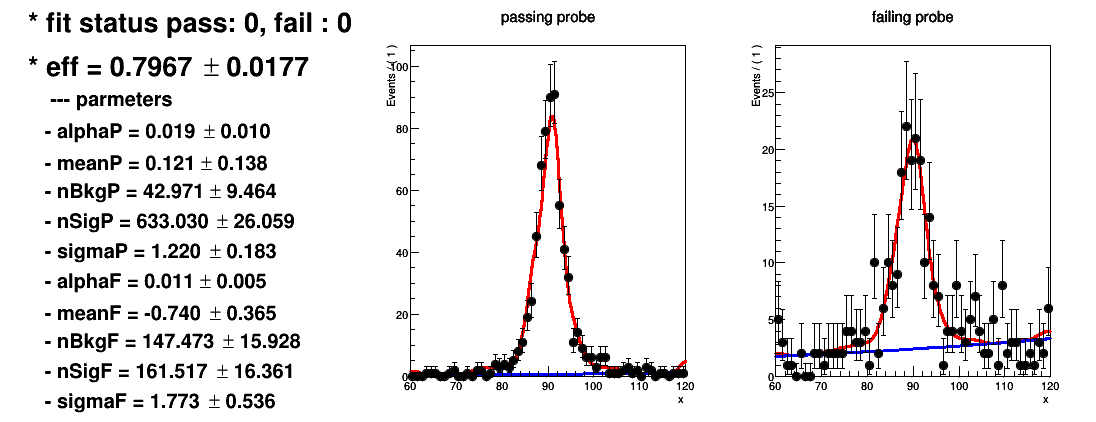 * fit status pass: 0, fail : 0
* eff = 0.7967 ± 0.0177
--- parmeters
- alphaP = 0.019 ± 0.010
- meanP = 0.121 ± 0.138
- nBkgP = 42.971 ± 9.464
- nSigP = 633.030 ± 26.059
- sigmaP = 1.220 ± 0.183
- alphaF = 0.011 ± 0.005
- meanF = -0.740 ± 0.365
- nBkgF = 147.473 ± 15.928
- nSigF = 161.517 ± 16.361
- sigmaF = 1.773 ± 0.536
passing probe
Events / ( 1 )
100
80
60
40
20
0
60 70 80 90 100 110 120
x
failing probe
Events / ( 1 )
25
20
15
10
5
0
60 70 80 90 100 110 120
x